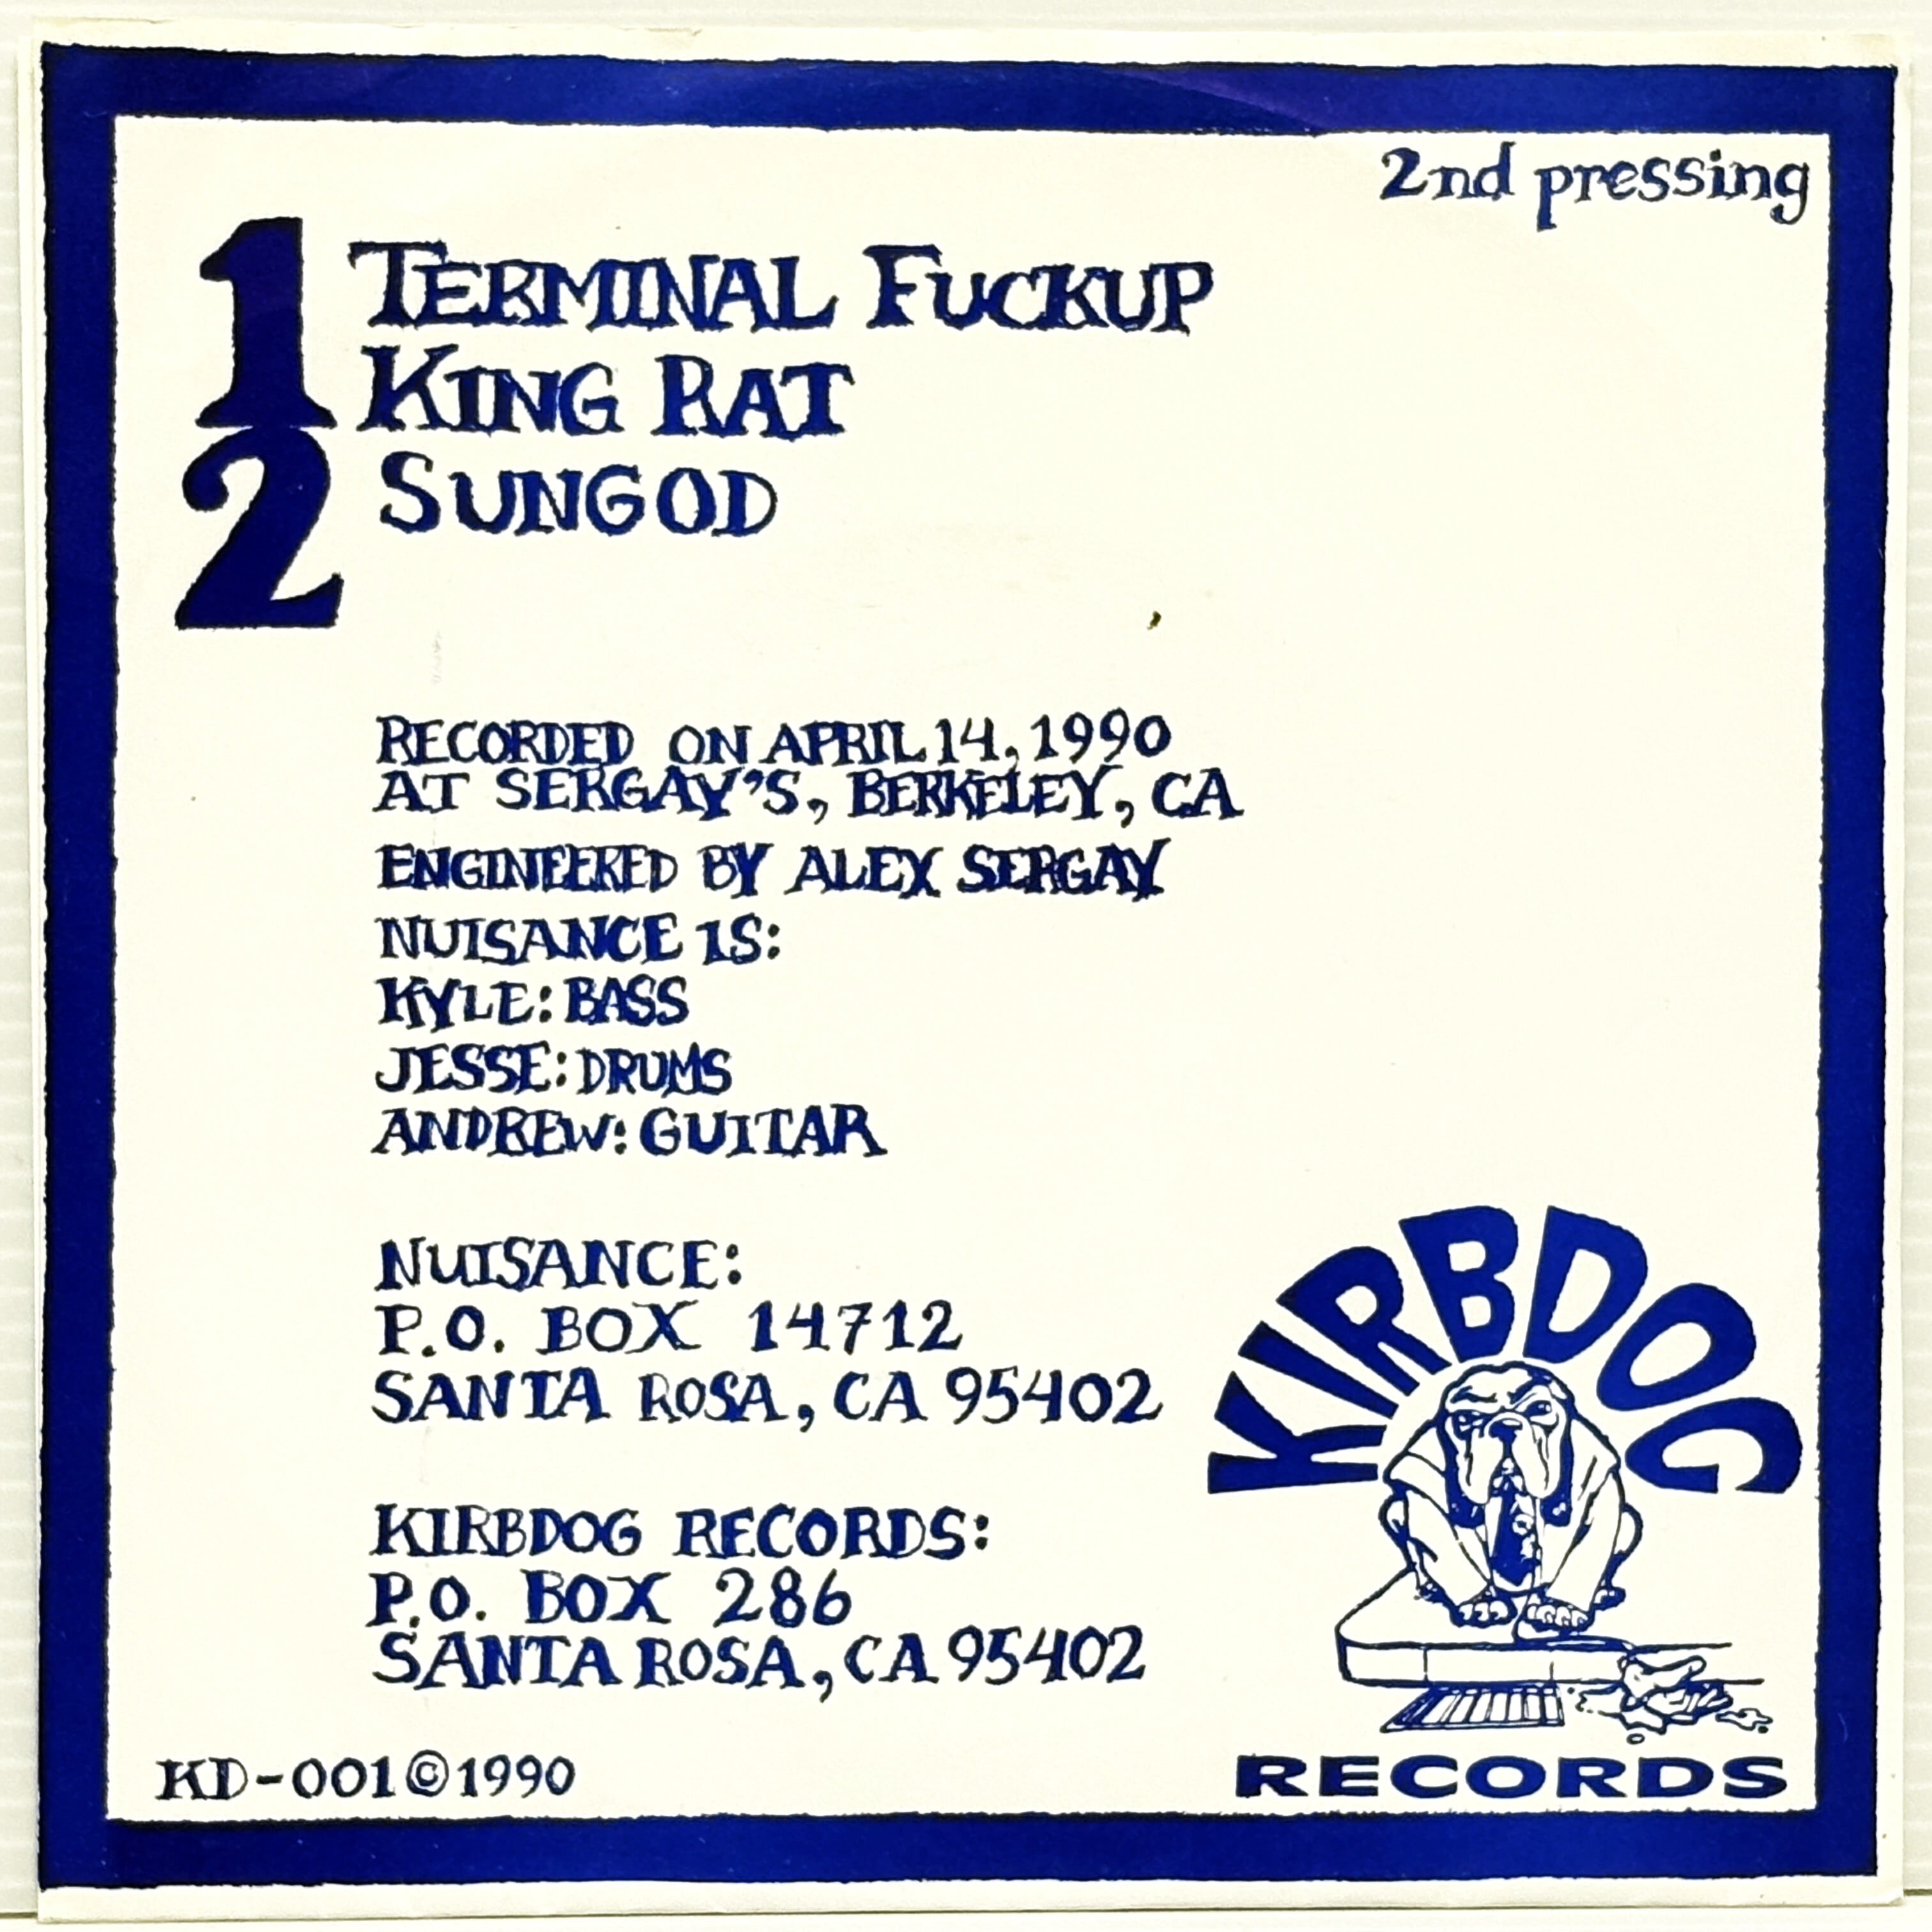 2nd pressing
1 TERMINAL FUCKUP
KING RAT
2 SUNGOD
RECORDED ON APRIL 14, 1990
AT SERGAY'S, BERKELEY, CA
ENGINEERED BY ALEX SERGAY
NUISANCE IS:
KYLE: BASS
JESSE: DRUMS
ANDREW: GUITAR
NUISANCE:
P.O. BOX 14712
SANTA ROSA, CA 95402
KIRBDOG RECORDS:
P.O. BOX 286
SANTA ROSA, CA 95402
KD-001 © 1990
KIRBDOG
RECORDS